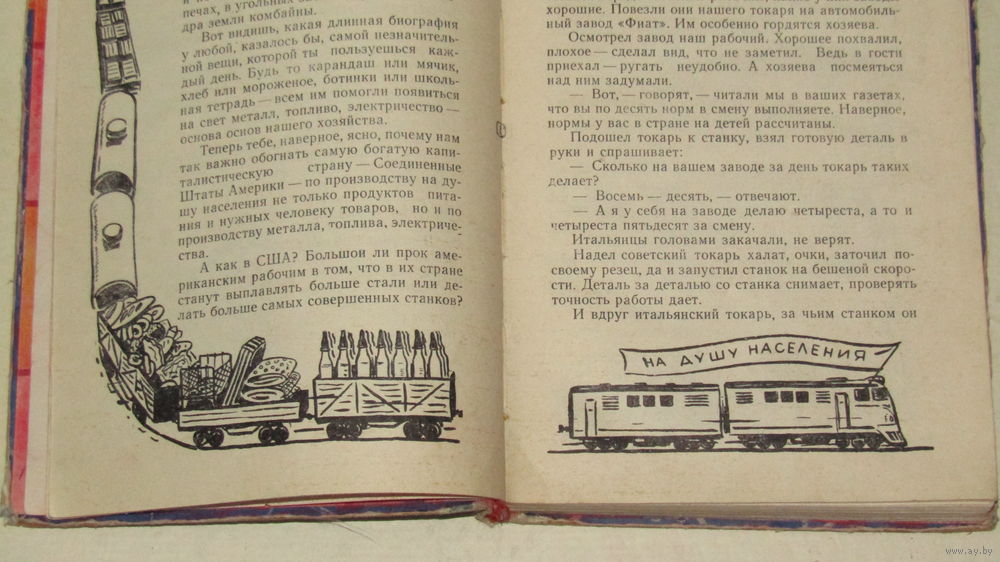 печах, в угольных
дра земли комбайны.
Вот видишь, какая длинная биография
у любой, казалось бы, самой незначитель-
ной вещи, которой ты пользуешься каж-
дый день. Будь то карандаш или мячик,
хлеб или мороженое, ботинки или школь-
ная тетрадь — всем им помогли появиться
на свет металл, топливо, электричество —
основа основ нашего хозяйства.
Теперь тебе, наверное, ясно, почему нам
так важно обогнать самую богатую капи-
талистическую страну — Соединенные
Штаты Америки — по производству на ду-
шу населения не только продуктов пита-
ния и нужных человеку товаров, но и по
производству металла, топлива, электриче-
ства.
А как в США? Большой ли прок аме-
риканским рабочим в том, что в их стране
станут выплавлять больше стали или де-
лать больше самых совершенных станков?
хорошие. Повезли они нашего токаря на автомобиль-
ный завод «Фиат». Им особенно гордятся хозяева.
Осмотрел завод наш рабочий. Хорошее похвалил,
плохое — сделал вид, что не заметил. Ведь в гости
приехал — ругать неудобно. А хозяева посмеяться
над ним задумали.
— Вот, — говорят, — читали мы в ваших газетах,
что вы по десять норм в смену выполняете. Наверное,
нормы у вас в стране на детей рассчитаны.
Подошел токарь к станку, взял готовую деталь в
руки и спрашивает:
— Сколько на вашем заводе за день токарь таких
делает?
— Восемь — десять, — отвечают.
— А я у себя на заводе делаю четыреста, а то и
четыреста пятьдесят за смену.
Итальянцы головами закачали, не верят.
Надел советский токарь халат, очки, заточил по-
своему резец, да и запустил станок на бешеной скоро-
сти. Деталь за деталью со станка снимает, проверять
точность работы дает.
И вдруг итальянский токарь, за чьим станком он
НА ДУШУ НАСЕЛЕНИЯ
www.ay.by